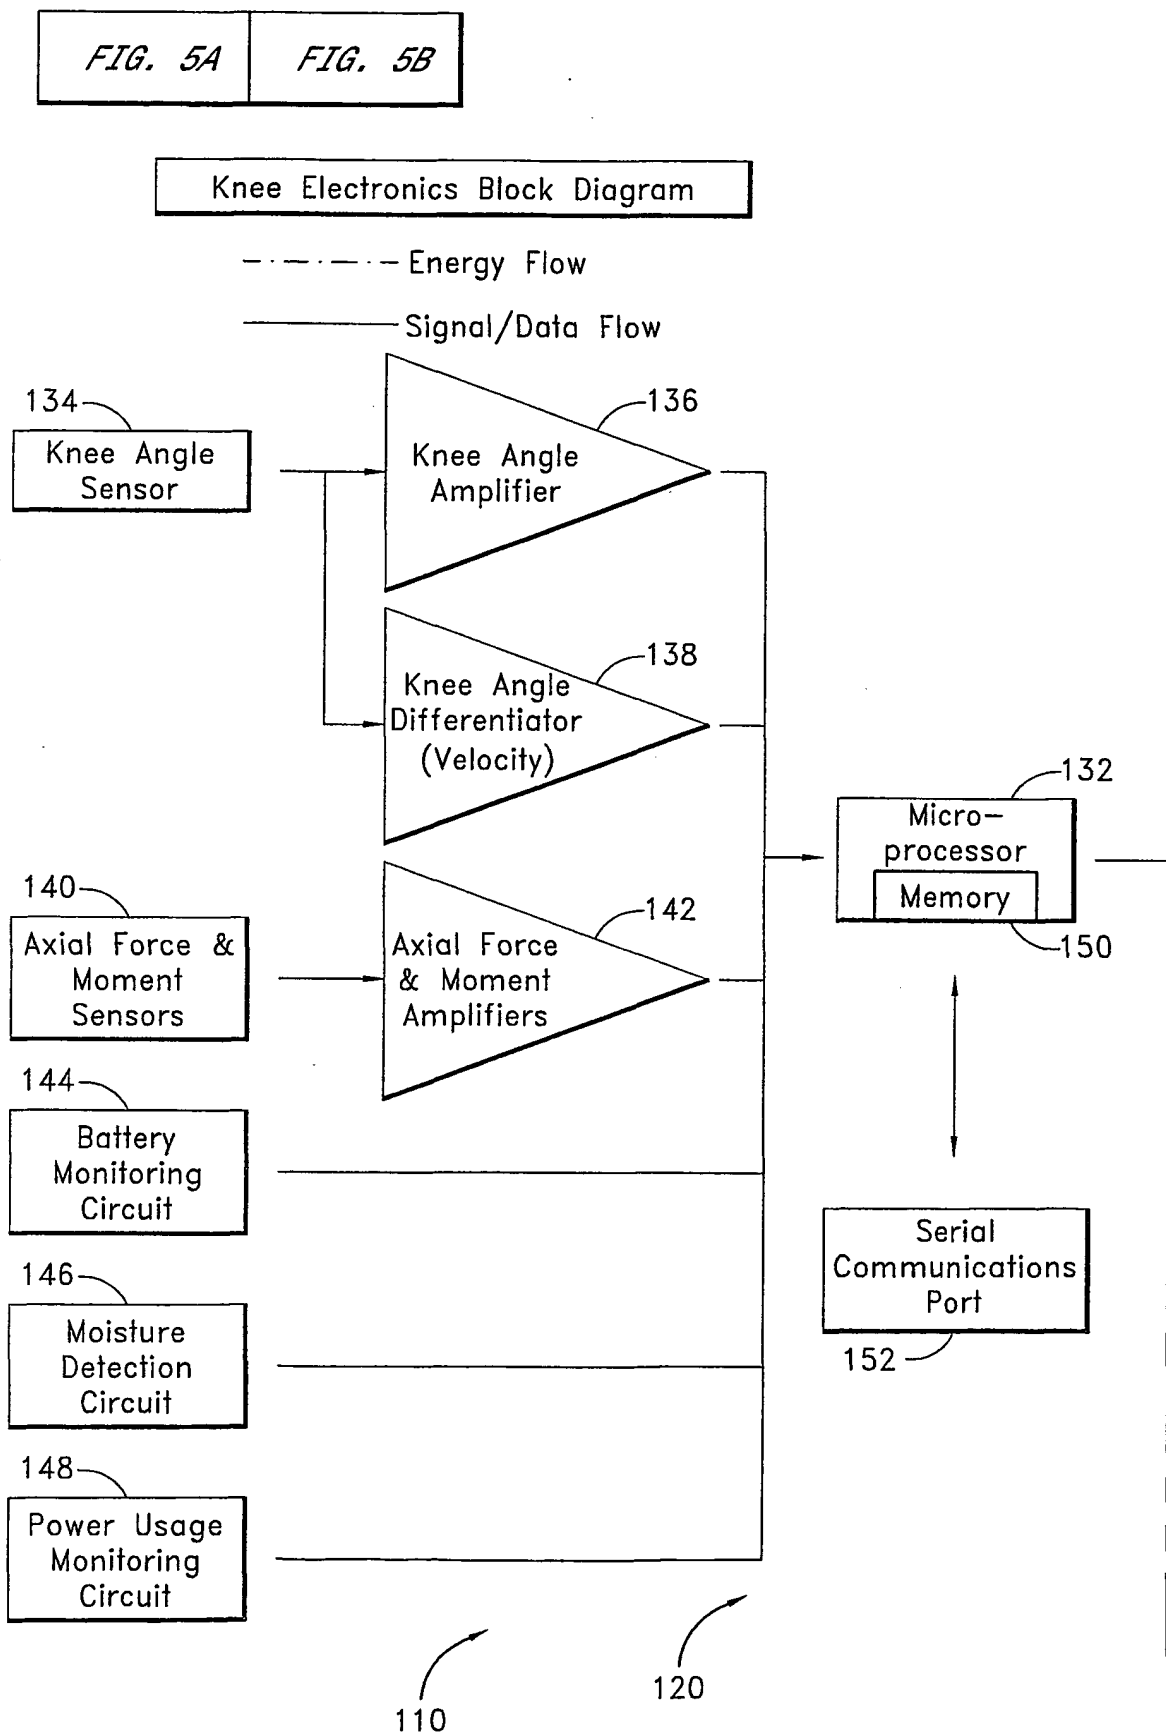 FIG. 5A
FIG. 5B
Knee Electronics Block Diagram
Energy Flow
Signal/Data Flow
134
Knee Angle
Sensor
136
Knee Angle
Amplifier
138
Knee Angle
Differentiator
(Velocity)
132
Micro-
processor
Memory
150
140
Axial Force &
Moment
Sensors
142
Axial Force
& Moment
Amplifiers
144
Battery
Monitoring
Circuit
Serial
Communications
Port
152
146
Moisture
Detection
Circuit
148
Power Usage
Monitoring
Circuit
110
120